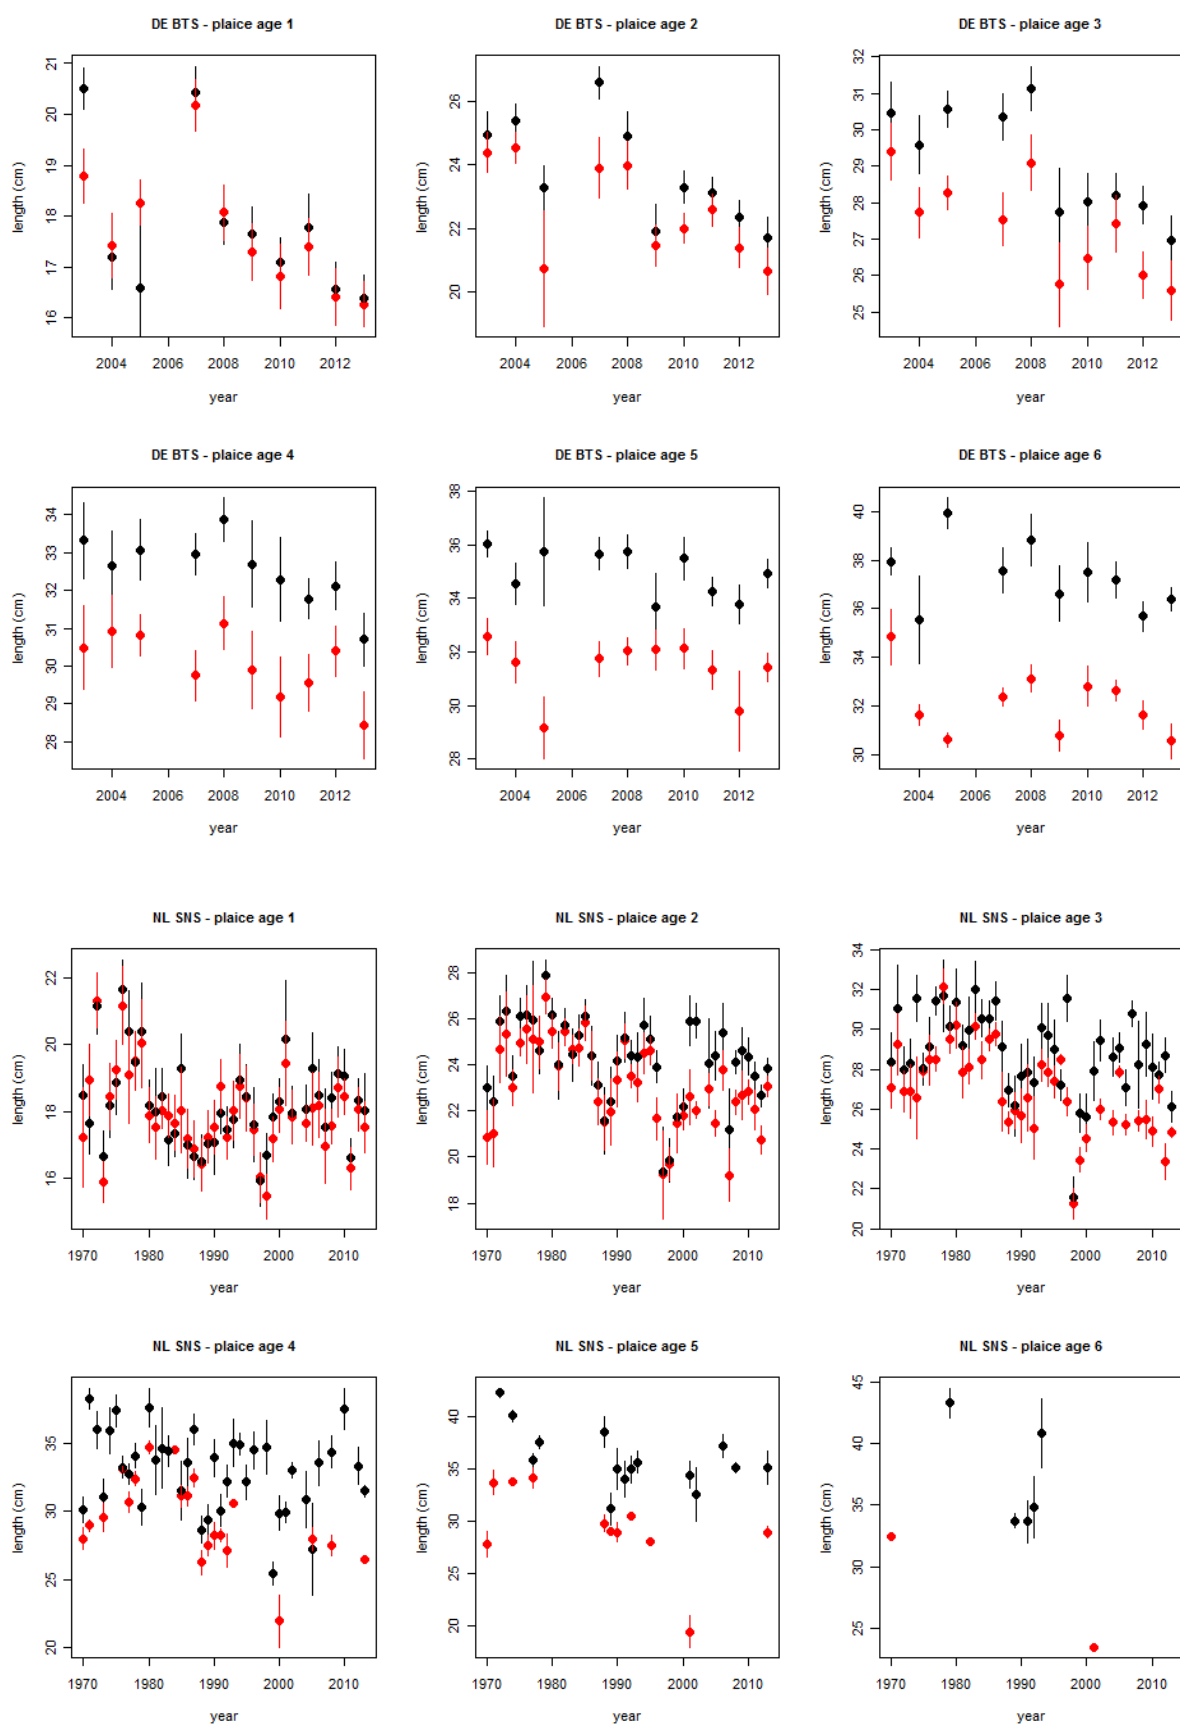 DE BTS - plaice age 1
DE BTS - plaice age 2
DE BTS - plaice age 3
length (cm)
16 17 18 19 20 21
2004 2006 2008 2010 2012
year
length (cm)
20 22 24 26
2004 2006 2008 2010 2012
year
length (cm)
25 26 27 28 29 30 31 32
2004 2006 2008 2010 2012
year
DE BTS - plaice age 4
DE BTS - plaice age 5
DE BTS - plaice age 6
length (cm)
28 29 30 31 32 33 34
2004 2006 2008 2010 2012
year
length (cm)
28 30 32 34 36 38
2004 2006 2008 2010 2012
year
length (cm)
30 32 34 36 38 40
2004 2006 2008 2010 2012
year
NL SNS - plaice age 1
NL SNS - plaice age 2
NL SNS - plaice age 3
length (cm)
16 18 20 22
1970 1980 1990 2000 2010
year
length (cm)
18 20 22 24 26 28
1970 1980 1990 2000 2010
year
length (cm)
20 22 24 26 28 30 32 34
1970 1980 1990 2000 2010
year
NL SNS - plaice age 4
NL SNS - plaice age 5
NL SNS - plaice age 6
length (cm)
20 25 30 35
1970 1980 1990 2000 2010
year
length (cm)
20 25 30 35 40
1970 1980 1990 2000 2010
year
length (cm)
25 30 35 40 45
1970 1980 1990 2000 2010
year